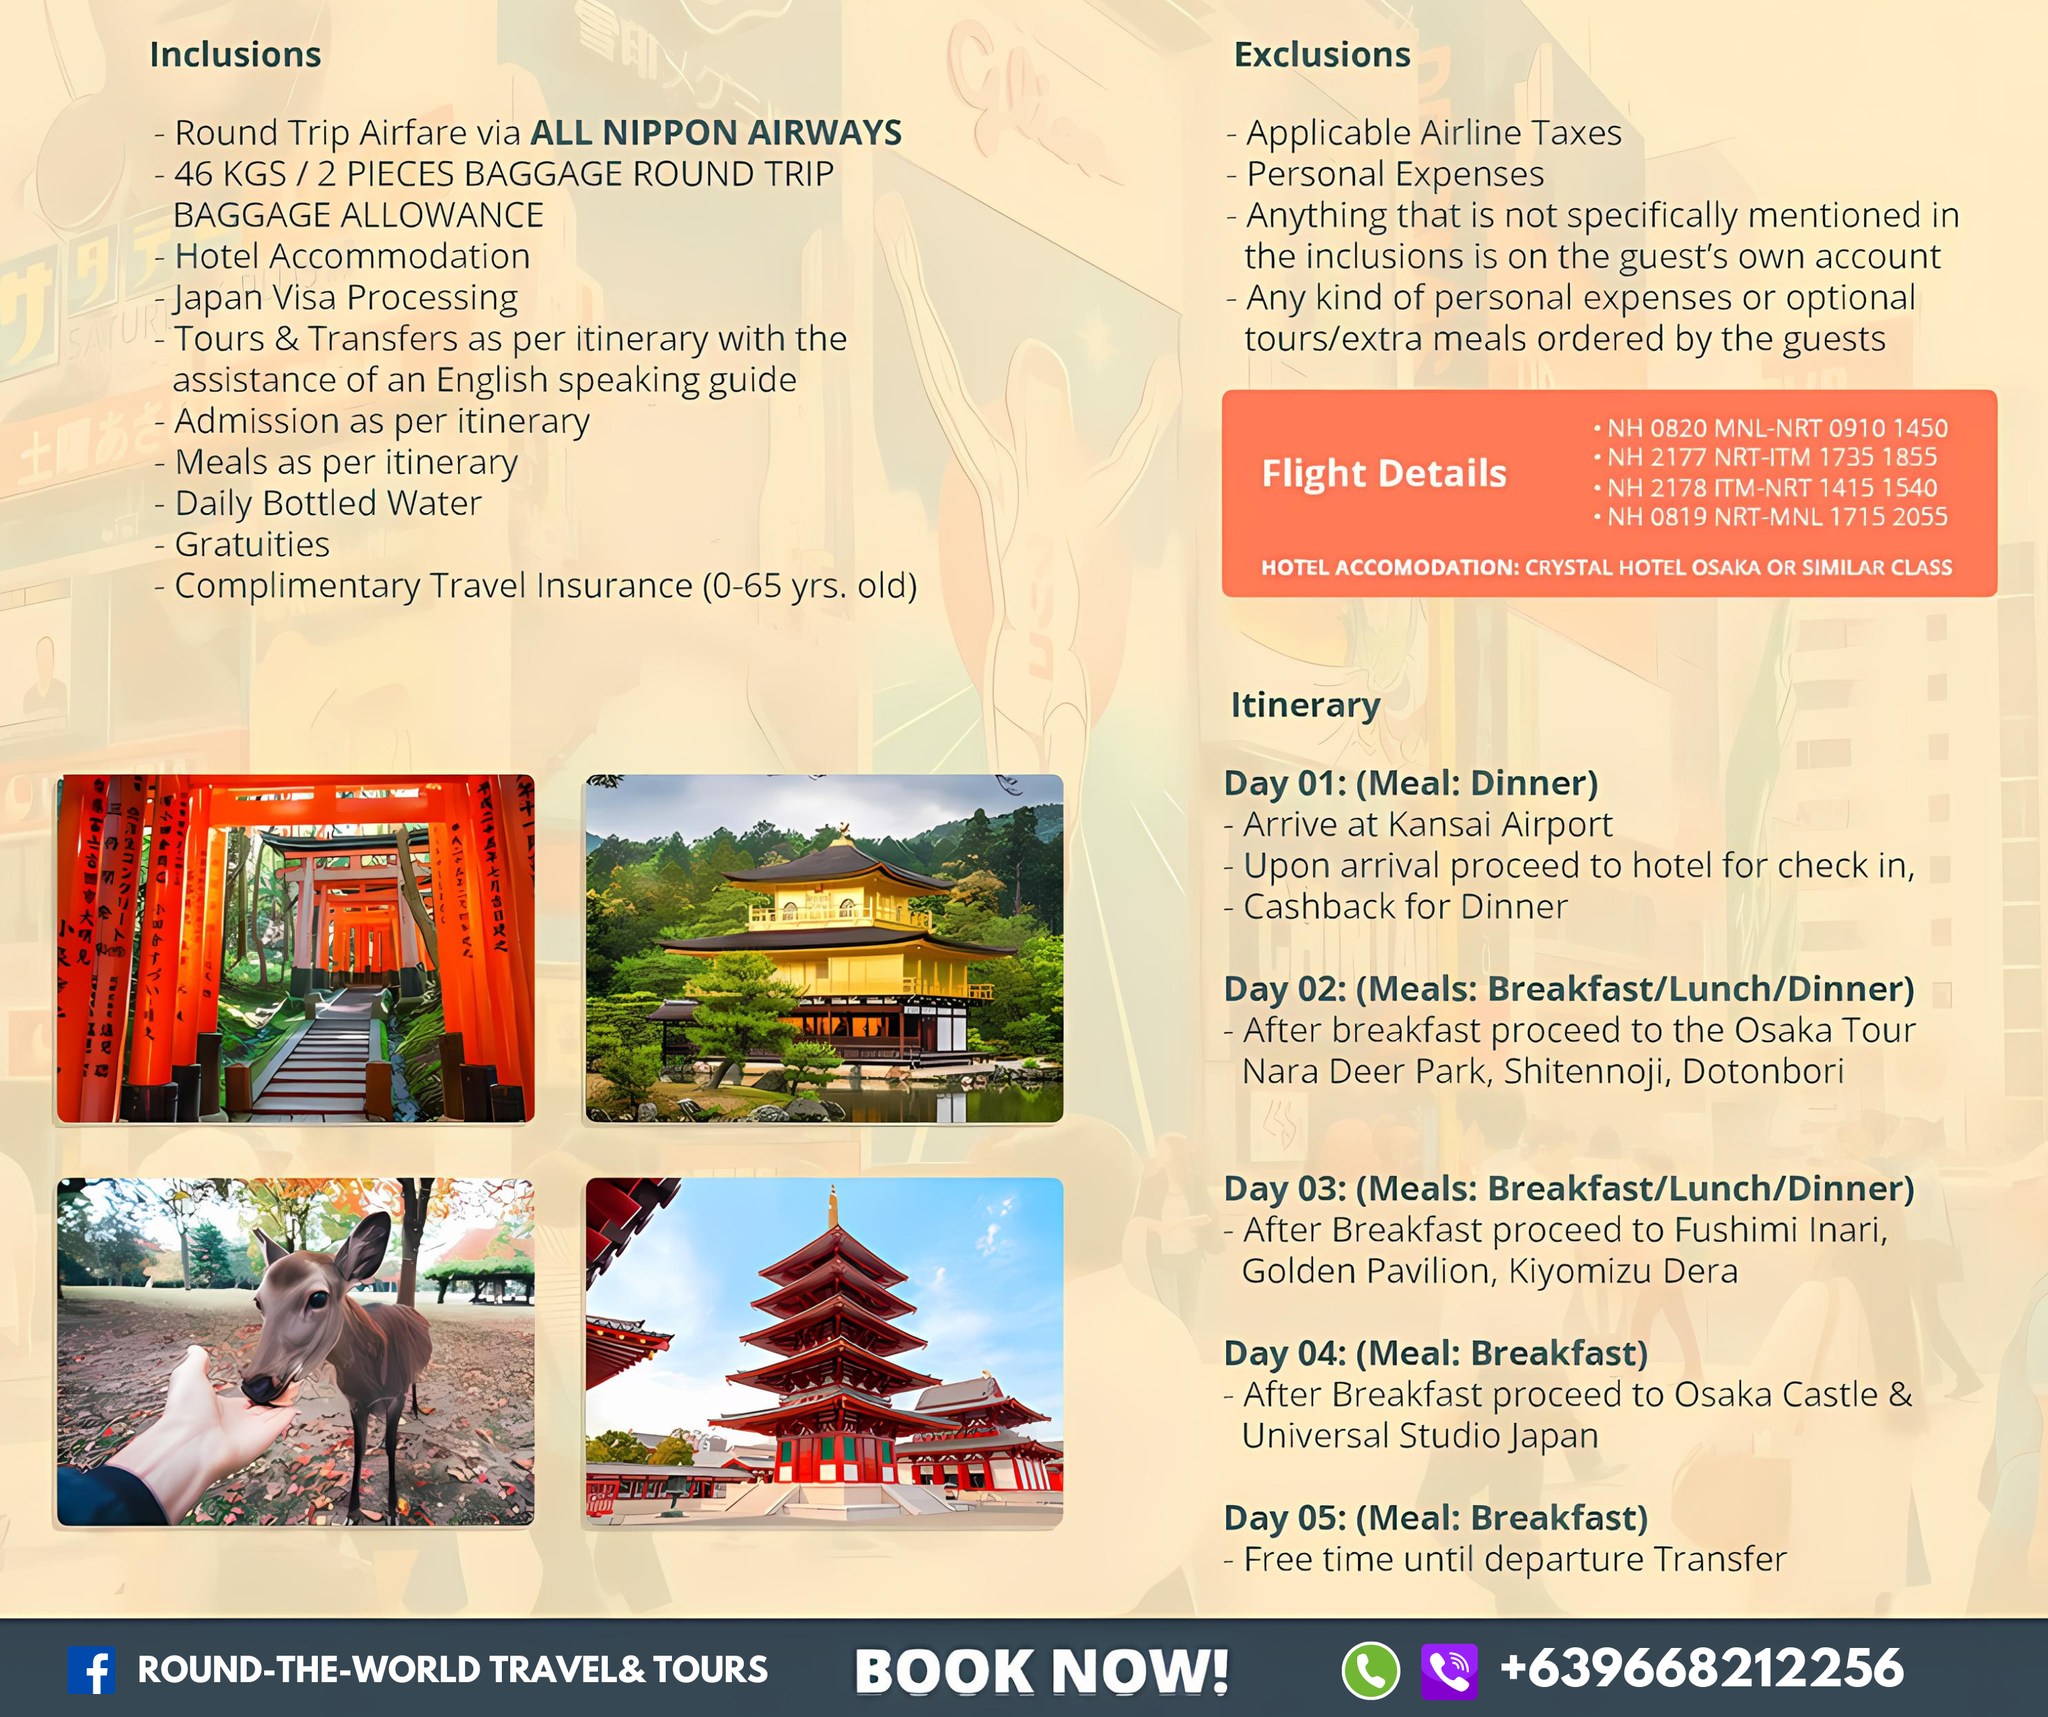 Inclusions
- Round Trip Airfare via ALL NIPPON AIRWAYS
- 46 KGS / 2 PIECES BAGGAGE ROUND TRIP
BAGGAGE ALLOWANCE
- Hotel Accommodation
- Japan Visa Processing
- Tours & Transfers as per itinerary with the
assistance of an English speaking guide
- Admission as per itinerary
- Meals as per itinerary
- Daily Bottled Water
- Gratuities
- Complimentary Travel Insurance (0-65 yrs. old)
Exclusions
- Applicable Airline Taxes
- Personal Expenses
- Anything that is not specifically mentioned in
the inclusions is on the guest’s own account
- Any kind of personal expenses or optional
tours/extra meals ordered by the guests
Flight Details
• NH 0820 MNL-NRT 0910 1450
• NH 2177 NRT-ITM 1735 1855
• NH 2178 ITM-NRT 1415 1540
• NH 0819 NRT-MNL 1715 2055
HOTEL ACCOMODATION: CRYSTAL HOTEL OSAKA OR SIMILAR CLASS
Itinerary
Day 01: (Meal: Dinner)
- Arrive at Kansai Airport
- Upon arrival proceed to hotel for check in,
- Cashback for Dinner
Day 02: (Meals: Breakfast/Lunch/Dinner)
- After breakfast proceed to the Osaka Tour
Nara Deer Park, Shitennoji, Dotonbori
Day 03: (Meals: Breakfast/Lunch/Dinner)
- After Breakfast proceed to Fushimi Inari,
Golden Pavilion, Kiyomizu Dera
Day 04: (Meal: Breakfast)
- After Breakfast proceed to Osaka Castle &
Universal Studio Japan
Day 05: (Meal: Breakfast)
- Free time until departure Transfer
ROUND-THE-WORLD TRAVEL& TOURS
BOOK NOW!
+639668212256